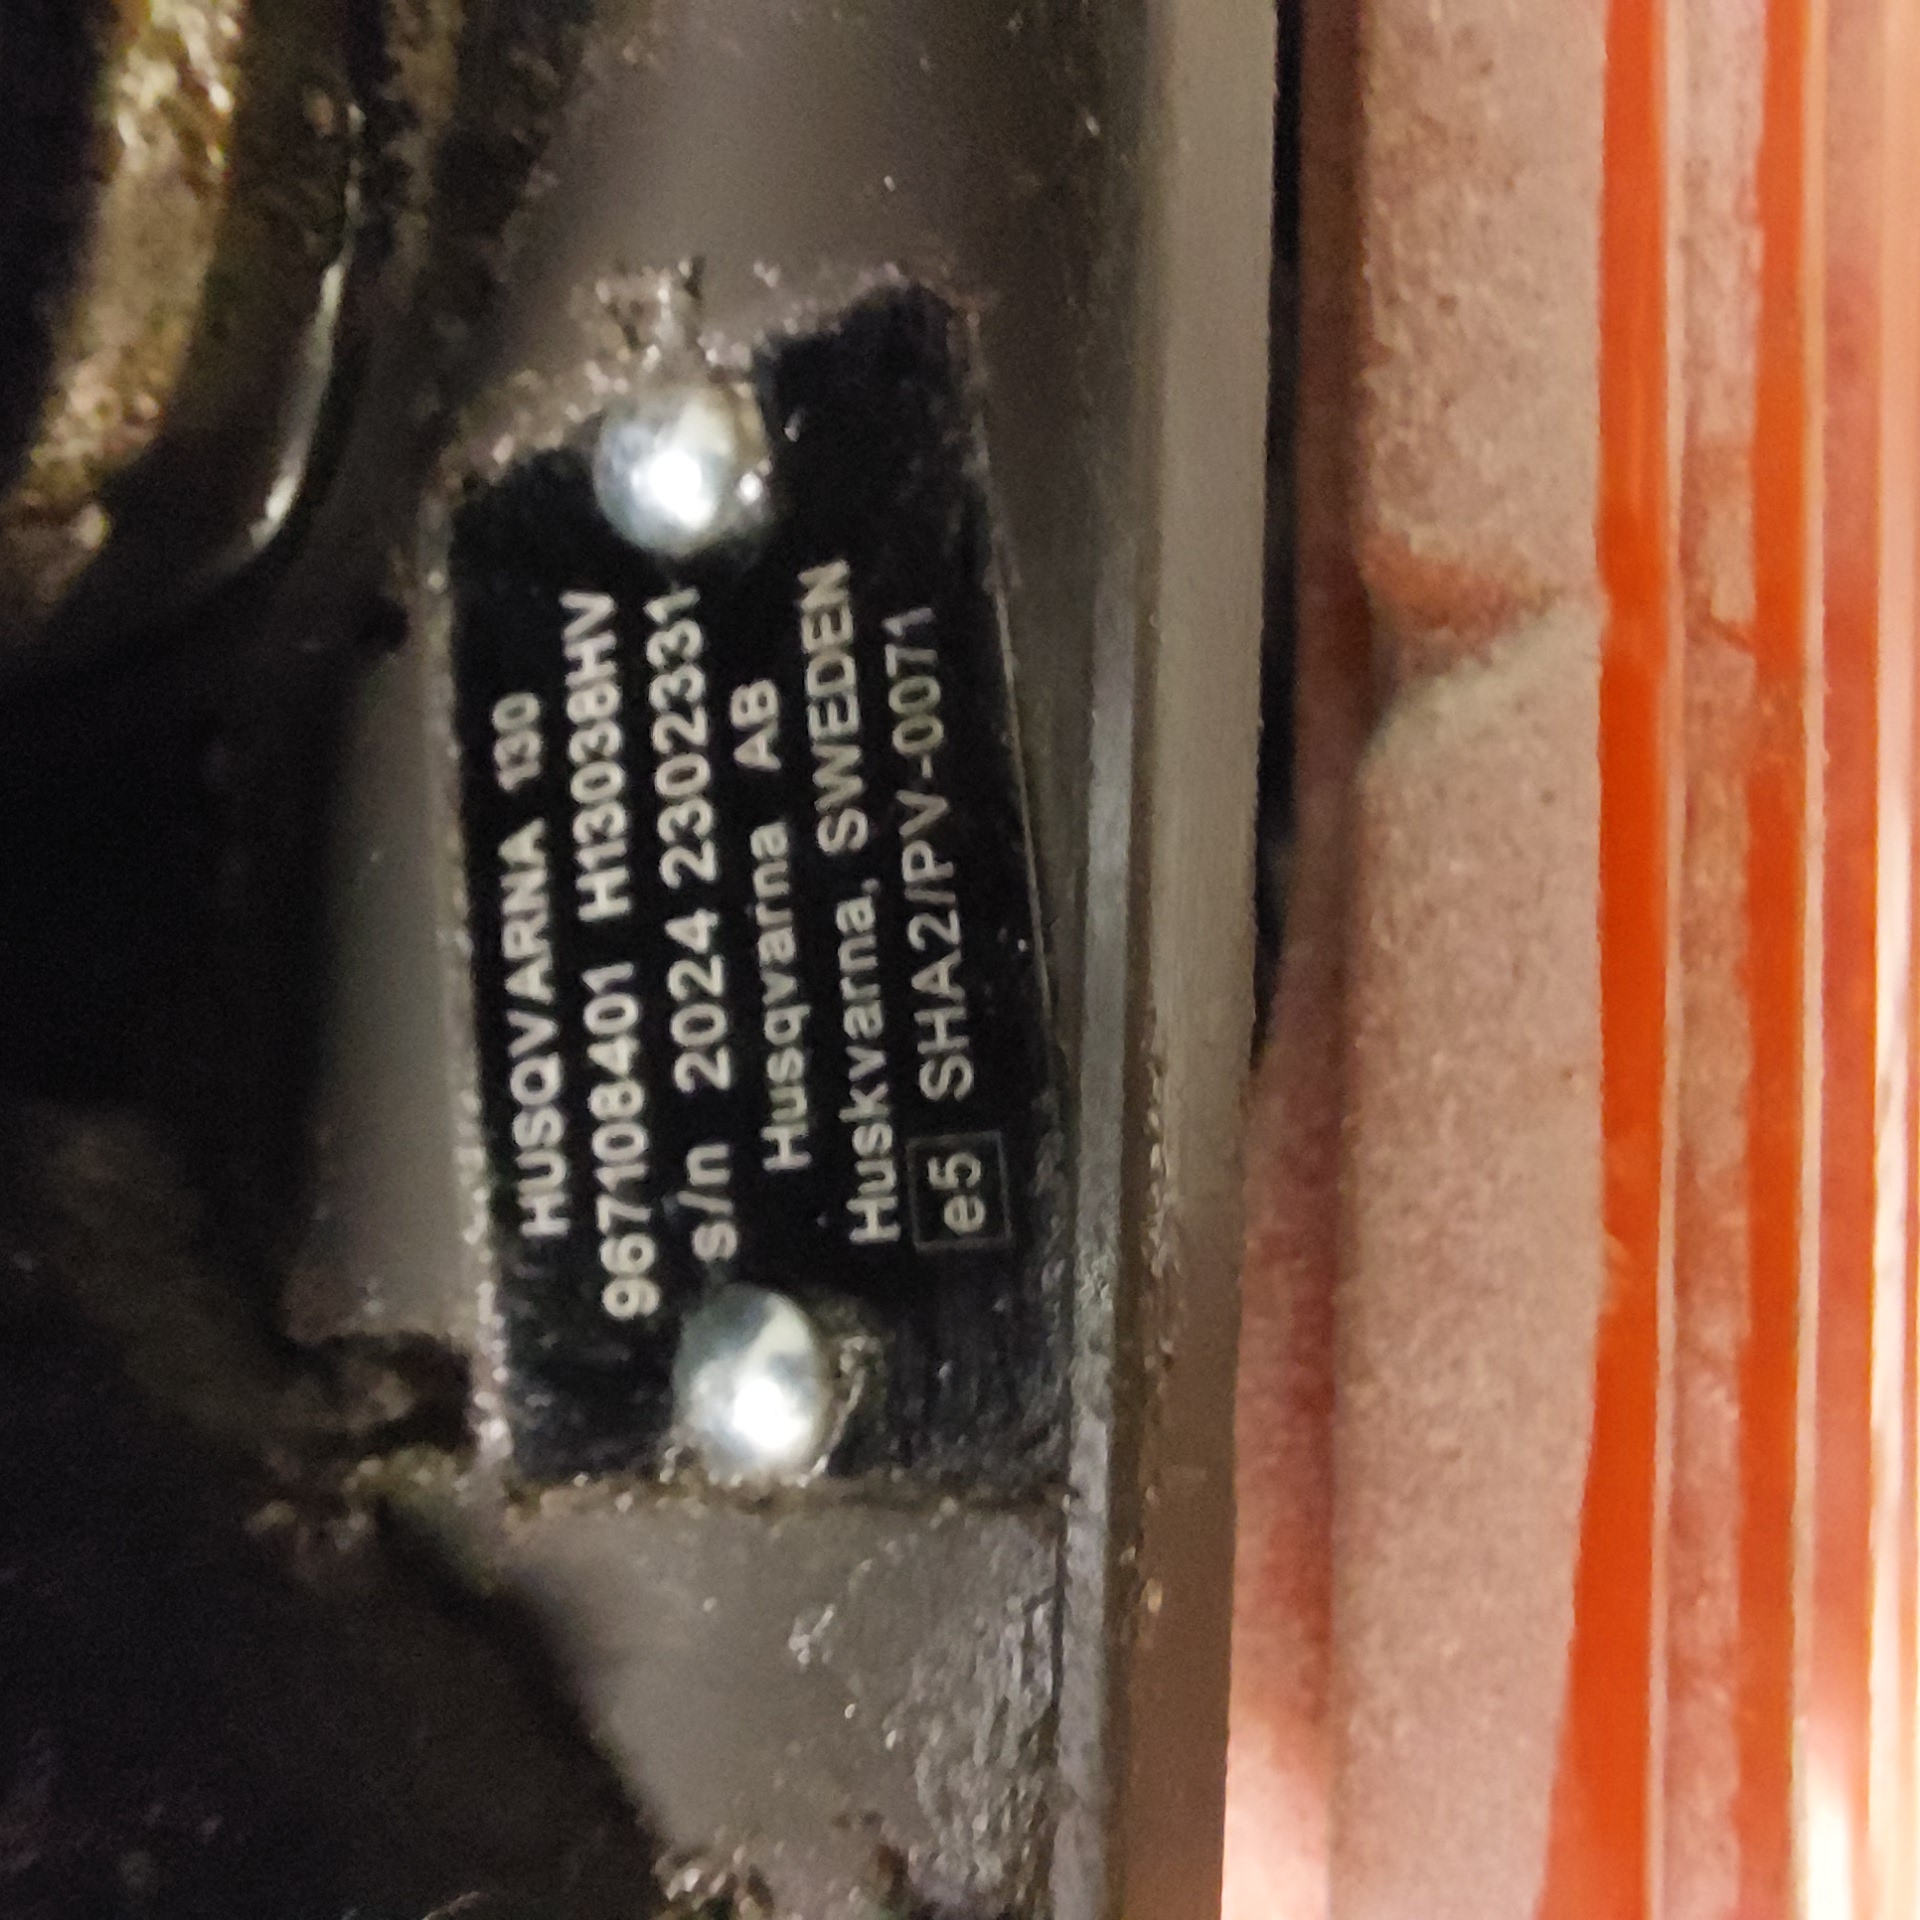 HUSQVARNA 130
967108401 H13038HV
s/n 2024 2302331
Husqvarna AB
Huskvarna, SWEDEN
e5 SHA2/PV-0071